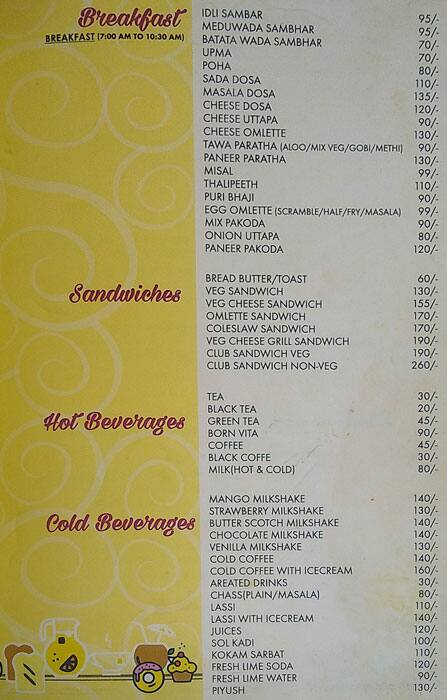 Breakfast
BREAKFAST (7:00 AM TO 10:30 AM)
IDLI SAMBAR 95/-
MEDUWADA SAMBHAR 95/-
BATATA WADA SAMBHAR 70/-
UPMA 70/-
POHA 80/-
SADA DOSA 110/-
MASALA DOSA 135/-
CHEESE DOSA 120/-
CHEESE UTTAPA 90/-
CHEESE OMLETTE 130/-
TAWA PARATHA (ALOO/MIX VEG/GOBI/METHI) 90/-
PANEER PARATHA 130/-
MISAL 99/-
THALIPEETH 110/-
PURI BHAJI 90/-
EGG OMLETTE (SCRAMBLE/HALF/FRY/MASALA) 99/-
MIX PAKODA 90/-
ONION UTTAPA 80/-
PANEER PAKODA 120/-
Sandwiches
BREAD BUTTER/TOAST 60/-
VEG SANDWICH 130/-
VEG CHEESE SANDWICH 155/-
OMLETTE SANDWICH 170/-
COLESLAW SANDWICH 170/-
VEG CHEESE GRILL SANDWICH 190/-
CLUB SANDWICH VEG 190/-
CLUB SANDWICH NON-VEG 260/-
Hot Beverages
TEA 30/-
BLACK TEA 20/-
GREEN TEA 45/-
BORN VITA 90/-
COFFEE 45/-
BLACK COFFE 30/-
MILK(HOT & COLD) 80/-
Cold Beverages
MANGO MILKSHAKE 140/-
STRAWBERRY MILKSHAKE 130/-
BUTTER SCOTCH MILKSHAKE 140/-
CHOCOLATE MILKSHAKE 140/-
VENILLA MILKSHAKE 130/-
COLD COFFEE 140/-
COLD COFFEE WITH ICECREAM 160/-
AREATED DRINKS 30/-
CHASS(PLAIN/MASALA) 80/-
LASSI 110/-
LASSI WITH ICECREAM 140/-
JUICES 120/-
SOL KADI 100/-
KOKAM SARBAT 110/-
FRESH LIME SODA 120/-
FRESH LIME WATER 90/-
PIYUSH 130/-